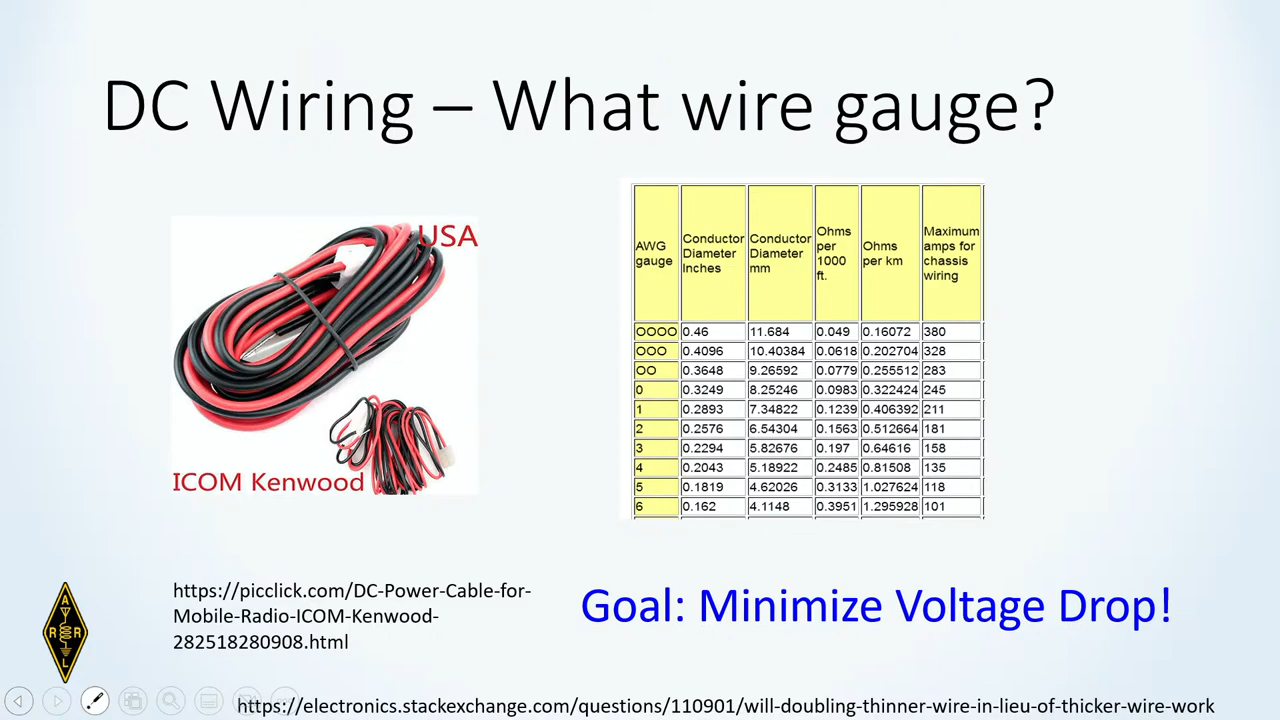 DC Wiring – What wire gauge?
USA
ICOM Kenwood
AWG gauge Conductor Diameter Inches Conductor Diameter mm Ohms per 1000 ft. Ohms per km Maximum amps for chassis wiring
OOOO 0.46 11.684 0.049 0.16072 380
OOO 0.4096 10.40384 0.0618 0.202704 328
OO 0.3648 9.26592 0.0779 0.255512 283
0 0.3249 8.25246 0.0983 0.322424 245
1 0.2893 7.34822 0.1239 0.406392 211
2 0.2576 6.54304 0.1563 0.512664 181
3 0.2294 5.82676 0.197 0.64616 158
4 0.2043 5.18922 0.2485 0.81508 135
5 0.1819 4.62026 0.3133 1.027624 118
6 0.162 4.1148 0.3951 1.295928 101
https://picclick.com/DC-Power-Cable-for-
Mobile-Radio-ICOM-Kenwood-
282518280908.html
Goal: Minimize Voltage Drop!
A
R R
L
https://electronics.stackexchange.com/questions/110901/will-doubling-thinner-wire-in-lieu-of-thicker-wire-work